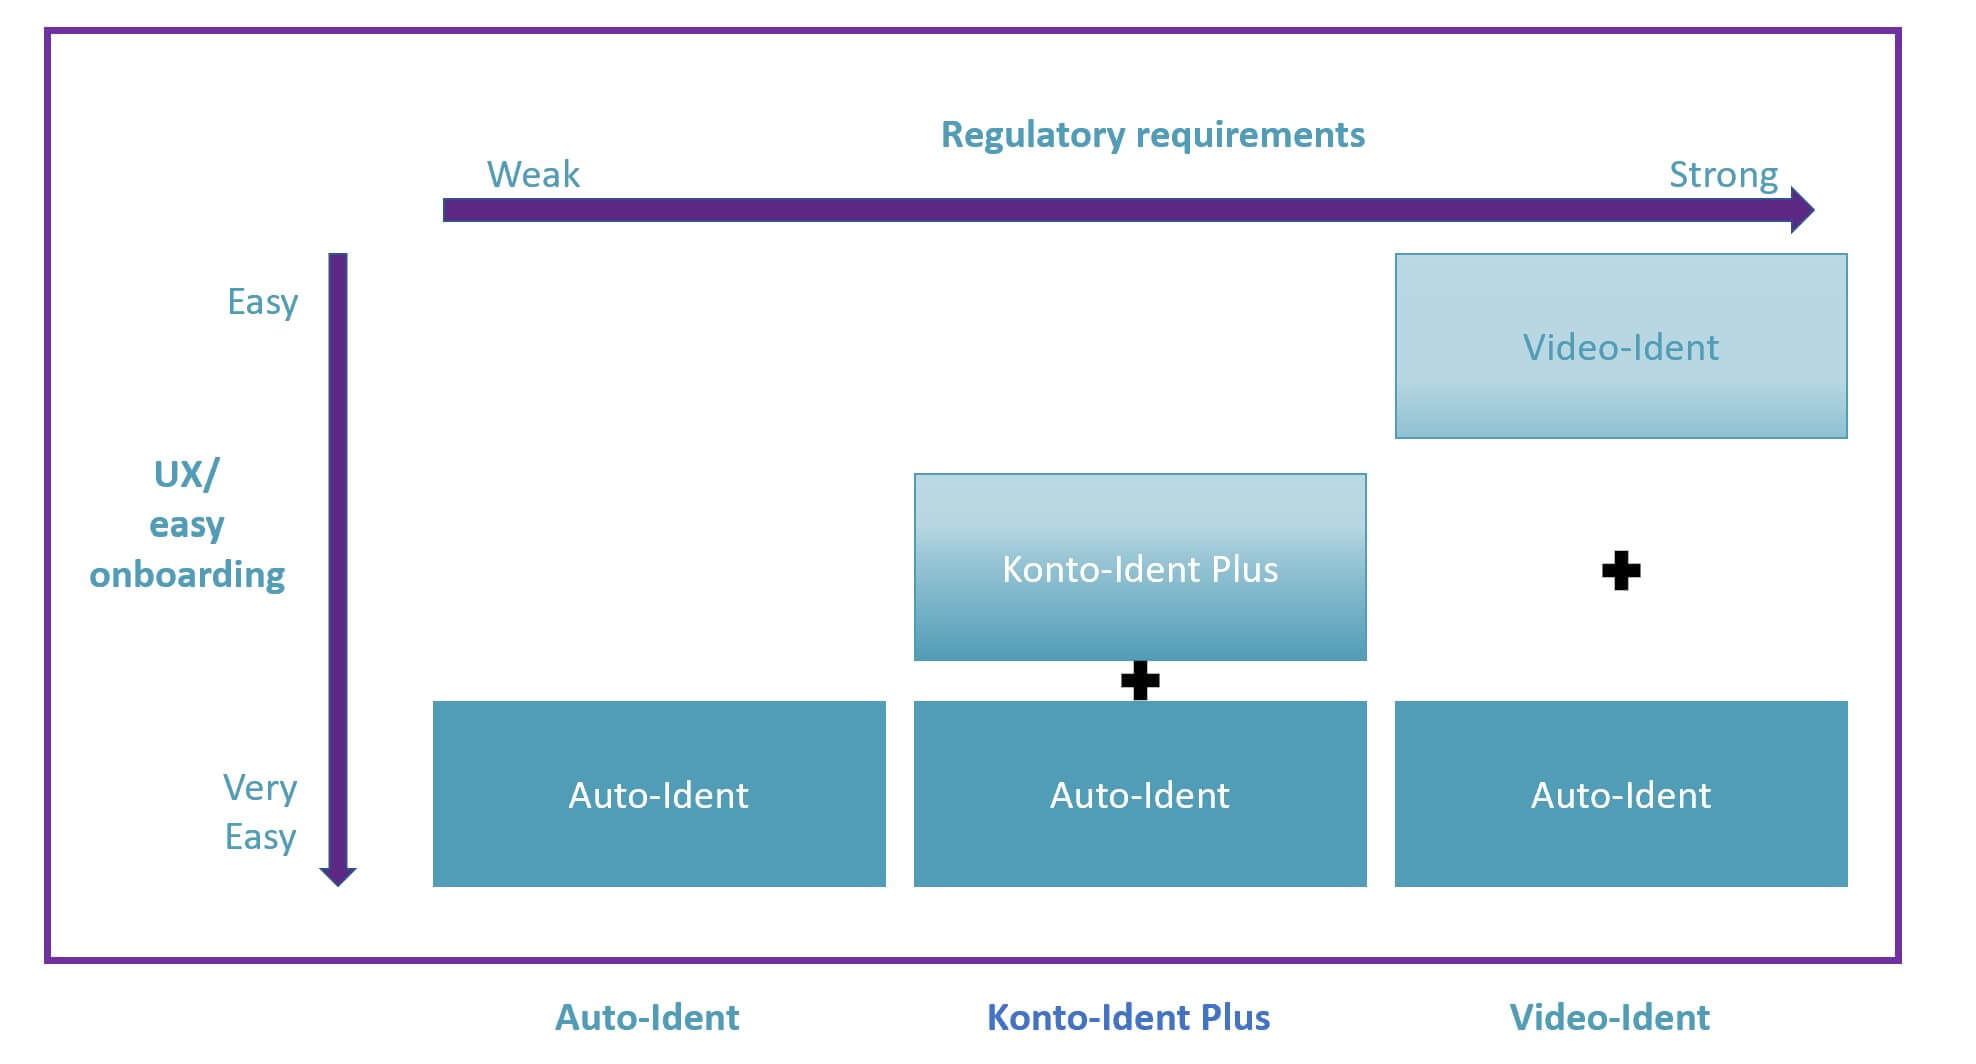 Regulatory requirements
Weak
Strong
Easy
Video-Ident
UX/
easy
onboarding
Konto-Ident Plus
Very
Easy
Auto-Ident
Auto-Ident
Auto-Ident
Auto-Ident
Konto-Ident Plus
Video-Ident